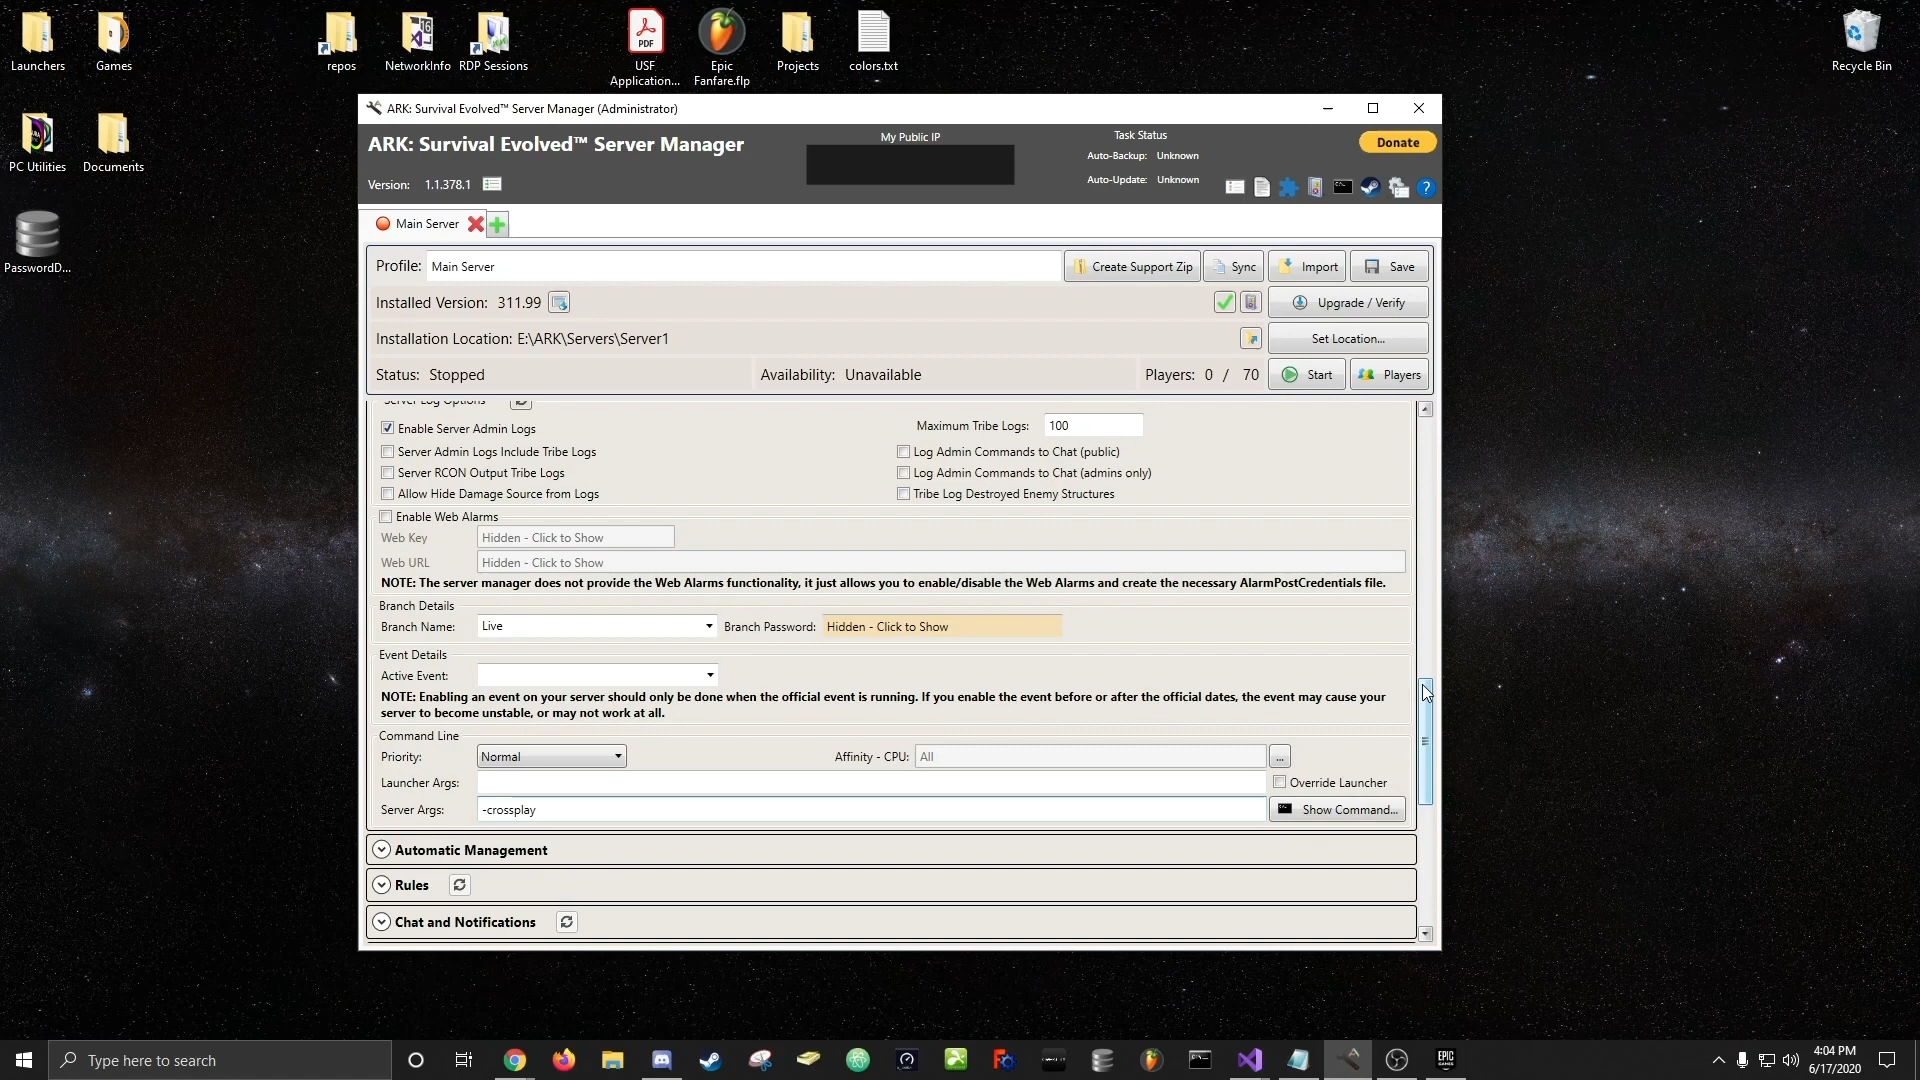 Launchers
Games
repos
NetworkInfo
RDP Sessions
USF
Application...
Epic
Fanfare.flp
Projects
colors.txt
Recycle Bin
PC Utilities
Documents
PasswordD...
ARK: Survival Evolved™ Server Manager (Administrator)
ARK: Survival Evolved™ Server Manager
My Public IP
Task Status
Donate
Auto-Backup: Unknown
Version: 1.1.378.1
Auto-Update: Unknown
Main Server
Profile: Main Server
Create Support Zip
Sync
Import
Save
Installed Version: 311.99
Upgrade / Verify
Installation Location: E:\ARK\Servers\Server1
Set Location...
Status: Stopped
Availability: Unavailable
Players: 0 / 70
Start
Players
Server Log Options
Enable Server Admin Logs
Maximum Tribe Logs: 100
Server Admin Logs Include Tribe Logs
Log Admin Commands to Chat (public)
Server RCON Output Tribe Logs
Log Admin Commands to Chat (admins only)
Allow Hide Damage Source from Logs
Tribe Log Destroyed Enemy Structures
Enable Web Alarms
Web Key Hidden - Click to Show
Web URL Hidden - Click to Show
NOTE: The server manager does not provide the Web Alarms functionality, it just allows you to enable/disable the Web Alarms and create the necessary AlarmPostCredentials file.
Branch Details
Branch Name: Live
Branch Password: Hidden - Click to Show
Event Details
Active Event:
NOTE: Enabling an event on your server should only be done when the official event is running. If you enable the event before or after the official dates, the event may cause your
server to become unstable, or may not work at all.
Command Line
Priority: Normal
Affinity - CPU: All
...
Launcher Args:
Override Launcher
Server Args: -crossplay
Show Command...
Automatic Management
Rules
Chat and Notifications
Type here to search
4:04 PM
6/17/2020